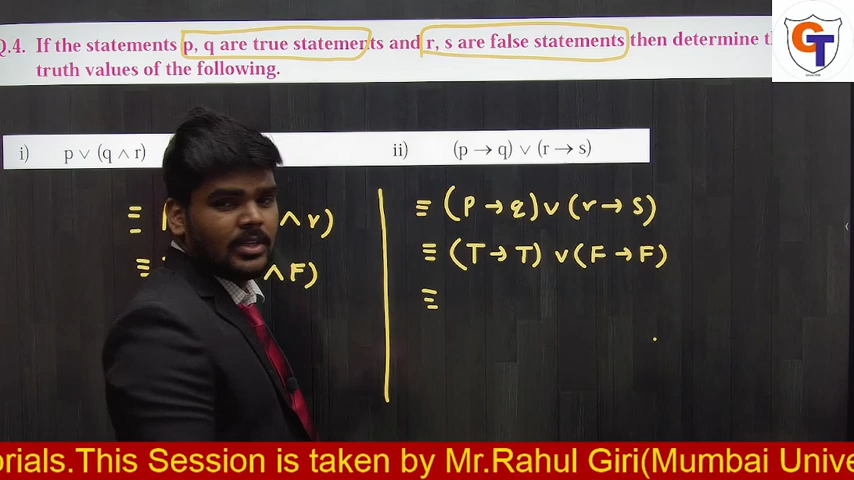 Q.4. If the statements p, q are true statements and r, s are false statements then determine
truth values of the following.
GT
i) p ∨ (q ∧ r)
ii) (p → q) ∨ (r → s)
≡ ∧ r)
≡ ∧ F)
≡ (p → q) ∨ (r → s)
≡ (T → T) ∨ (F → F)
≡
orials.This Session is taken by Mr.Rahul Giri(Mumbai Unive